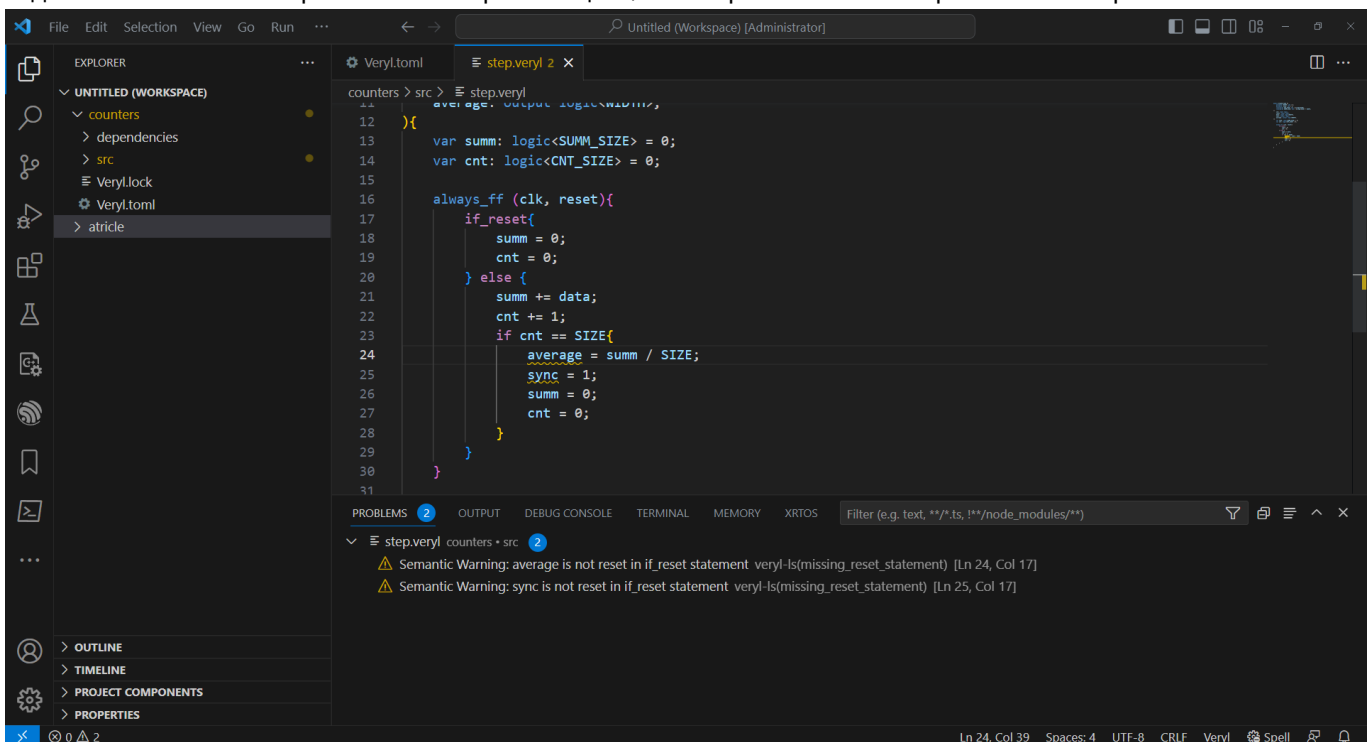 File Edit Selection View Go Run ··· Untitled (Workspace) [Administrator]
EXPLORER ···
UNTITLED (WORKSPACE)
counters
dependencies
src
Veryl.lock
Veryl.toml
atricle
OUTLINE
TIMELINE
PROJECT COMPONENTS
PROPERTIES
Veryl.toml step.veryl 2
counters > src > step.veryl
11 average: output logic<WIDTH>,
12 ){
13 var summ: logic<SUMM_SIZE> = 0;
14 var cnt: logic<CNT_SIZE> = 0;
15
16 always_ff (clk, reset){
17 if_reset{
18 summ = 0;
19 cnt = 0;
20 } else {
21 summ += data;
22 cnt += 1;
23 if cnt == SIZE{
24 average = summ / SIZE;
25 sync = 1;
26 summ = 0;
27 cnt = 0;
28 }
29 }
30 }
31
PROBLEMS 2 OUTPUT DEBUG CONSOLE TERMINAL MEMORY XRTOS Filter (e.g. text, **/*.ts, !**/node_modules/**)
step.veryl counters • src 2
Semantic Warning: average is not reset in if_reset statement veryl-ls(missing_reset_statement) [Ln 24, Col 17]
Semantic Warning: sync is not reset in if_reset statement veryl-ls(missing_reset_statement) [Ln 25, Col 17]
0 2 Ln 24, Col 39 Spaces: 4 UTF-8 CRLF Veryl Spell